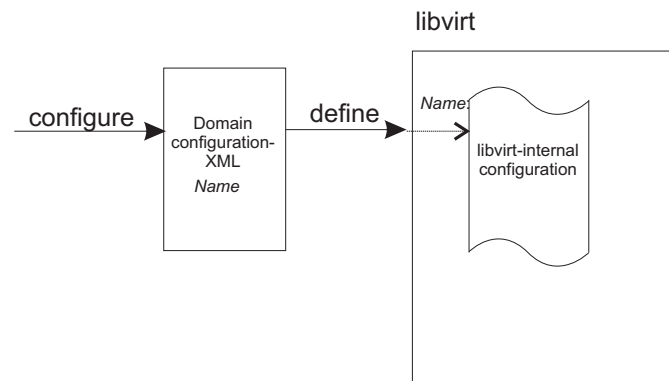 libvirt
configure
Domain
configuration-
XML
Name
define
Name:
libvirt-internal
configuration